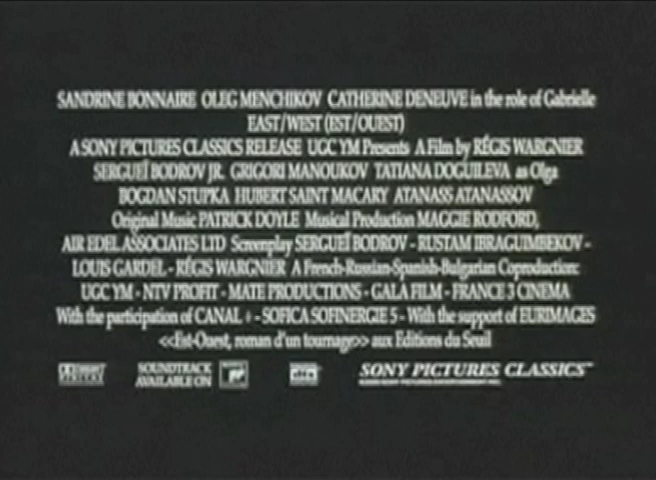 SANDRINE BONNAIRE OLEG MENCHIKOV CATHERINE DENEUVE in the role of Gabrielle
EAST/WEST (EST/OUEST)
A SONY PICTURES CLASSICS RELEASE UGC YM Presents A Film by RÉGIS WARGNIER
SERGUEÏ BODROV JR. GRIGORI MANOUKOV TATIANA DOGUILEVA as Olga
BOGDAN STUPKA HUBERT SAINT MACARY ATANASS ATANASSOV
Original Music PATRICK DOYLE Musical Production MAGGIE RODFORD,
AIR EDEL ASSOCIATES LTD Screenplay SERGUEÏ BODROV - RUSTAM IBRAGUIMBEKOV -
LOUIS GARDEL - RÉGIS WARGNIER A French-Russian-Spanish-Bulgarian Coproduction:
UGC YM - NTV PROFIT - MATE PRODUCTIONS - GALA FILM - FRANCE 3 CINEMA
With the participation of CANAL + - SOFICA SOFINERGIE 5 - With the support of EURIMAGES
<<Est-Ouest, roman d'un tournage>> aux Editions du Seuil
DOLBY DIGITAL SOUNDTRACK AVAILABLE ON dts SONY PICTURES CLASSICS™